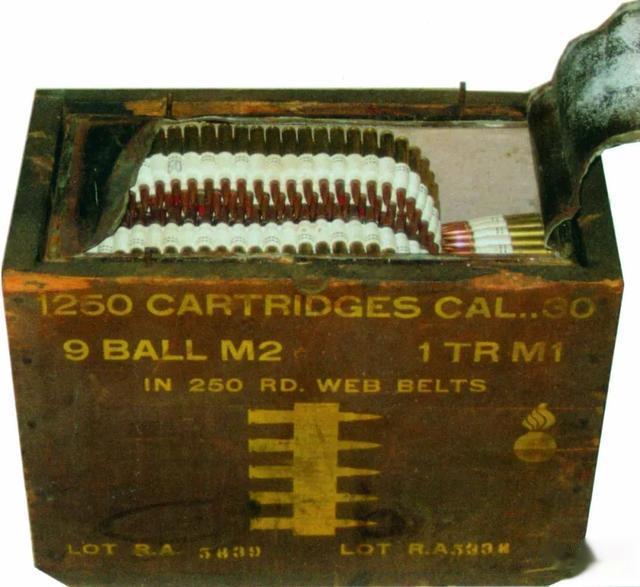 1250 CARTRIDGES CAL..30
9 BALL M2 1 TR M1
IN 250 RD. WEB BELTS
LOT R.A LOT R.A.